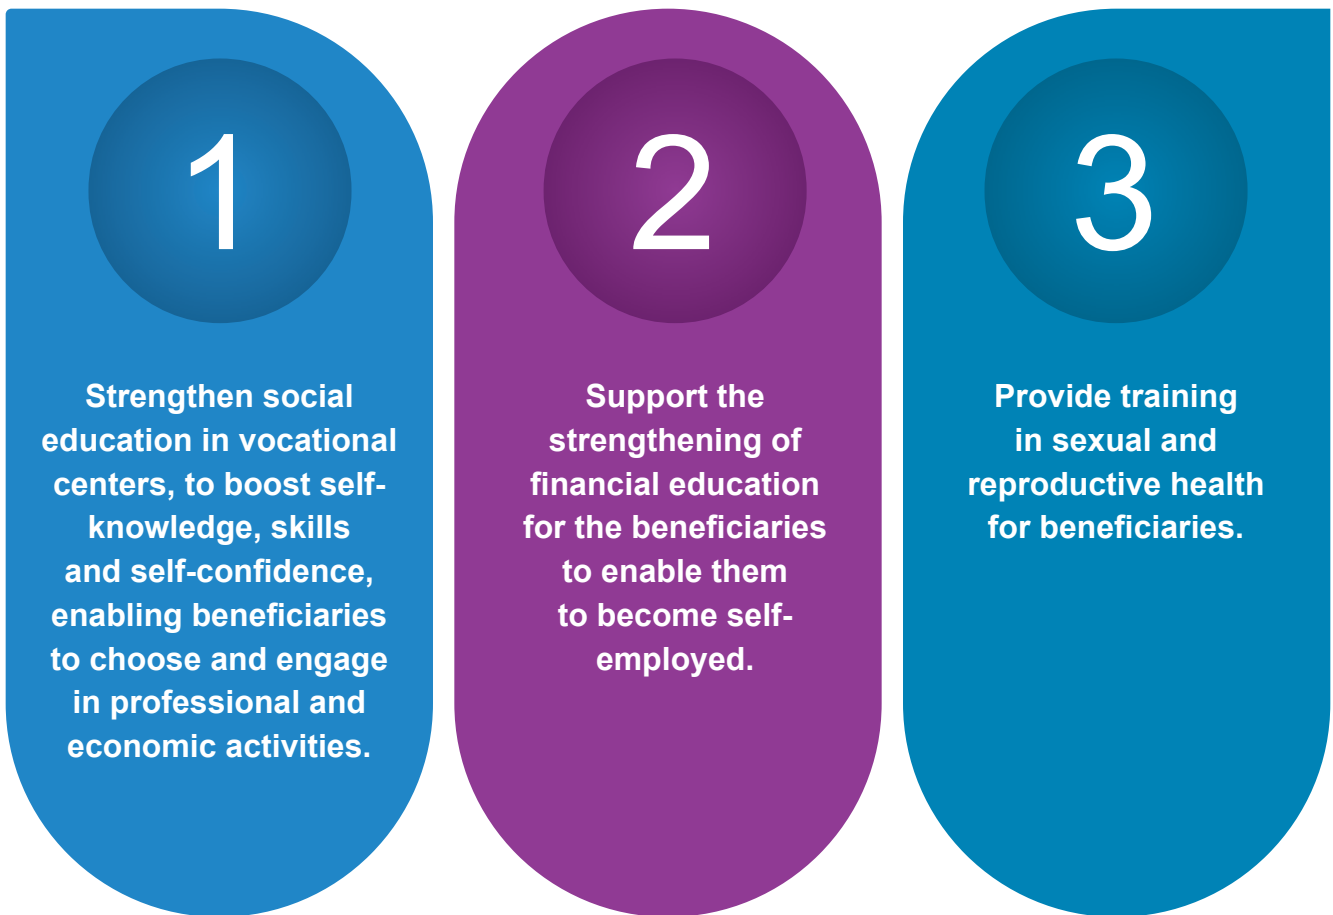 1
Strengthen social
education in vocational
centers, to boost self-
knowledge, skills
and self-confidence,
enabling beneficiaries
to choose and engage
in professional and
economic activities.
2
Support the
strengthening of
financial education
for the beneficiaries
to enable them
to become self-
employed.
3
Provide training
in sexual and
reproductive health
for beneficiaries.